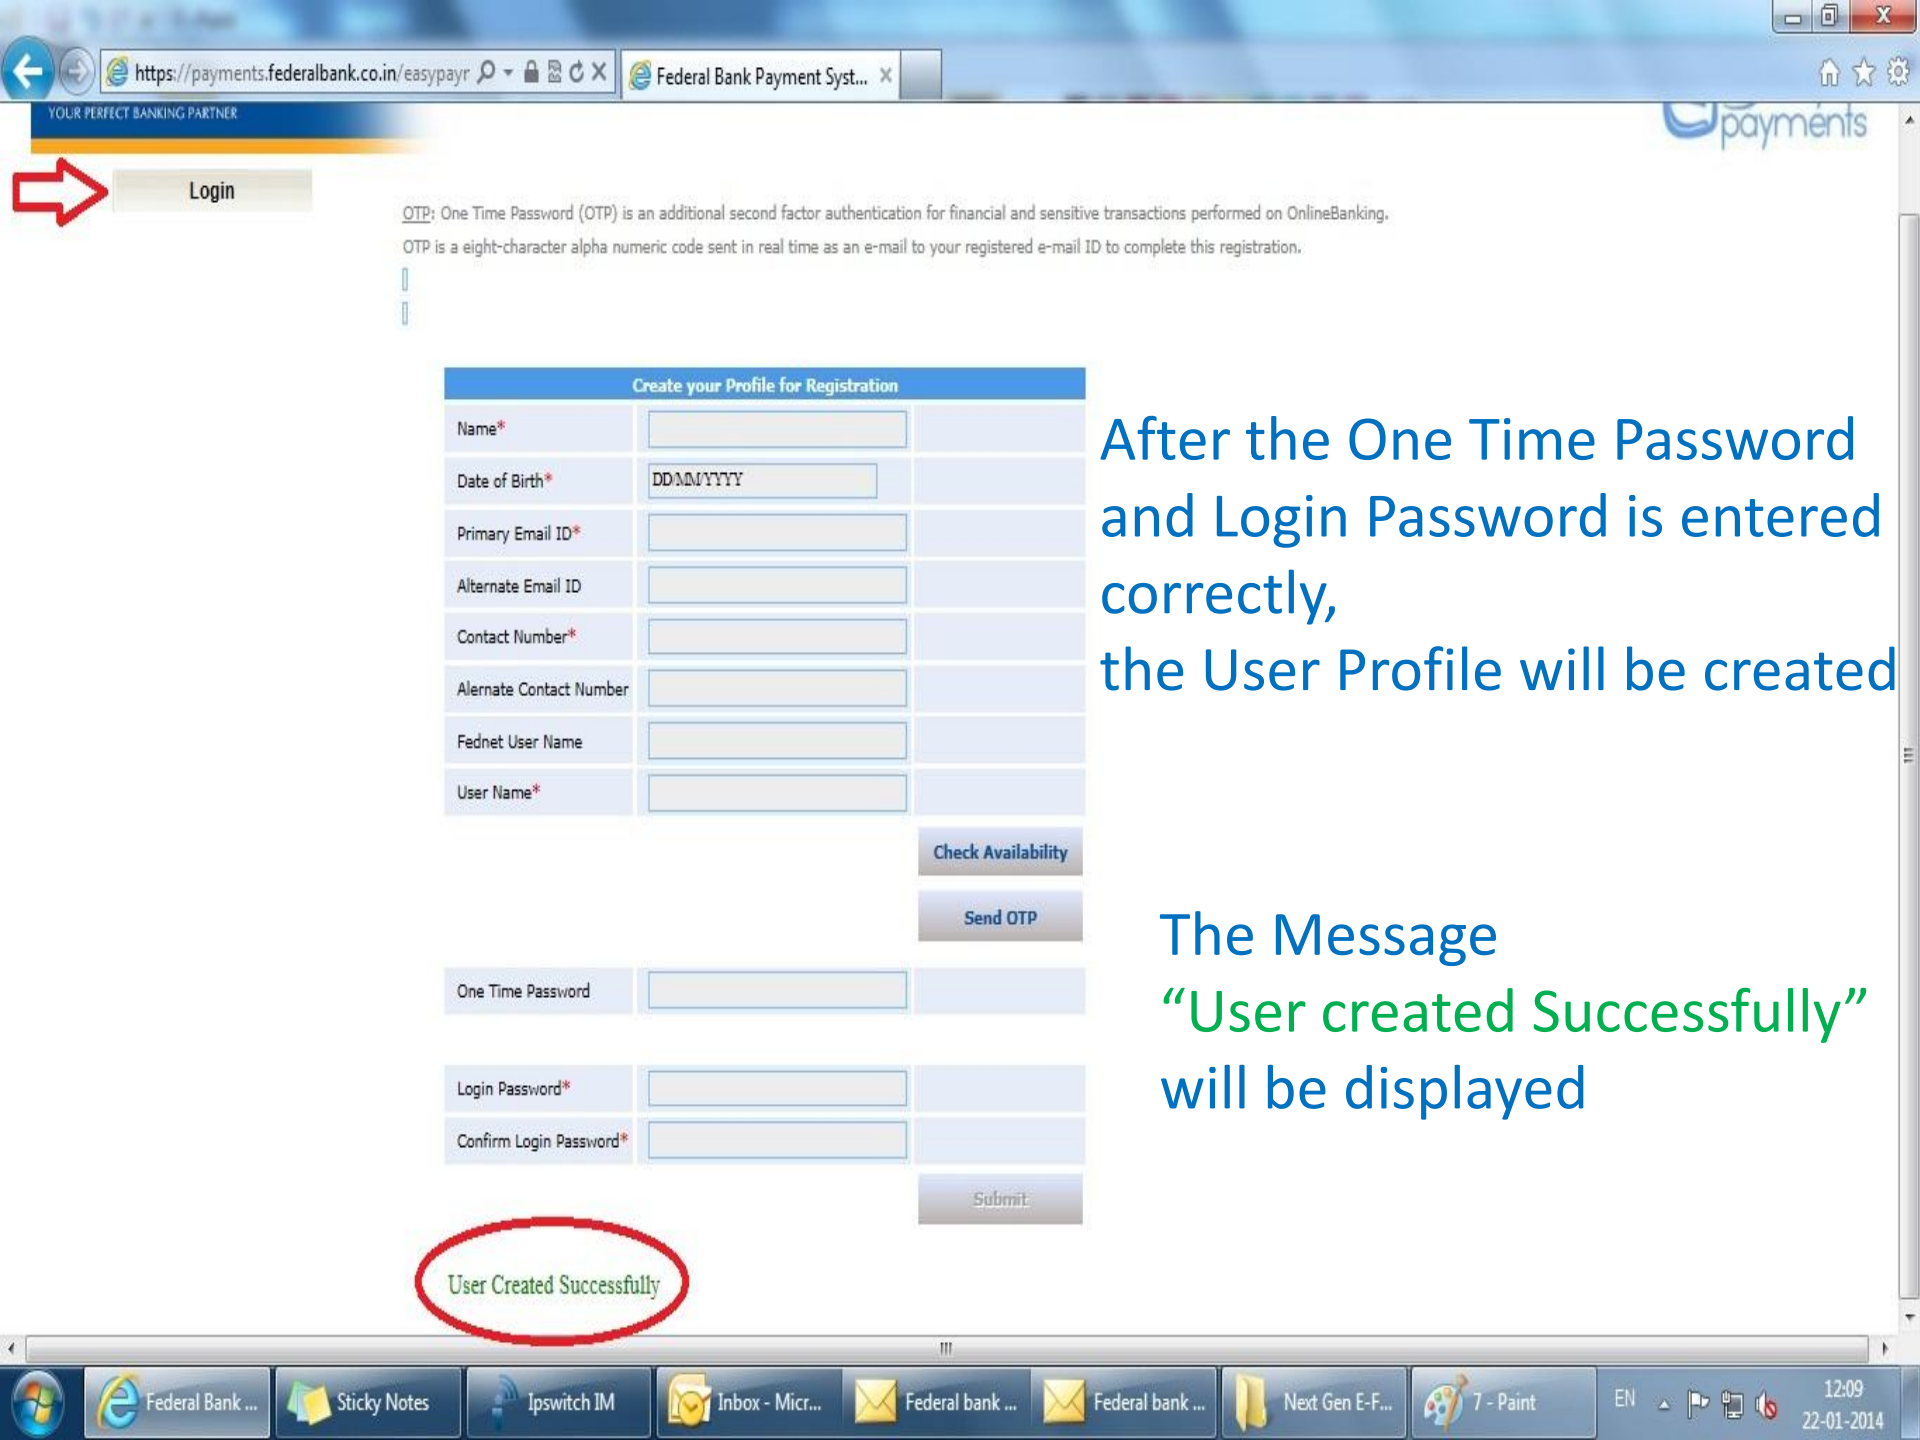 https://payments.federalbank.co.in/easypayr
Federal Bank Payment Syst...
YOUR PERFECT BANKING PARTNER
payments
Login
OTP: One Time Password (OTP) is an additional second factor authentication for financial and sensitive transactions performed on OnlineBanking.
OTP is a eight-character alpha numeric code sent in real time as an e-mail to your registered e-mail ID to complete this registration.
Create your Profile for Registration
Name*
Date of Birth* DD/MM/YYYY
Primary Email ID*
Alternate Email ID
Contact Number*
Alernate Contact Number
Fednet User Name
User Name*
Check Availability
Send OTP
One Time Password
Login Password*
Confirm Login Password*
Submit
User Created Successfully
After the One Time Password
and Login Password is entered
correctly,
the User Profile will be created
The Message
“User created Successfully”
will be displayed
Federal Bank ...
Sticky Notes
Ipswitch IM
Inbox - Micr...
Federal bank ...
Federal bank ...
Next Gen E-F...
7 - Paint
EN
12:09
22-01-2014